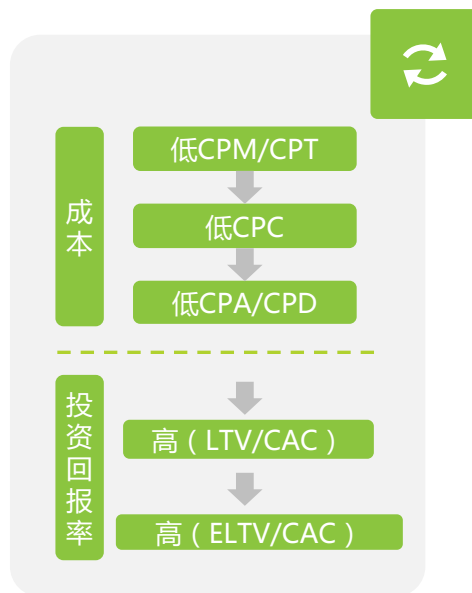 成本
低CPM/CPT
低CPC
低CPA/CPD
投资回报率
高（LTV/CAC）
高（ELTV/CAC）